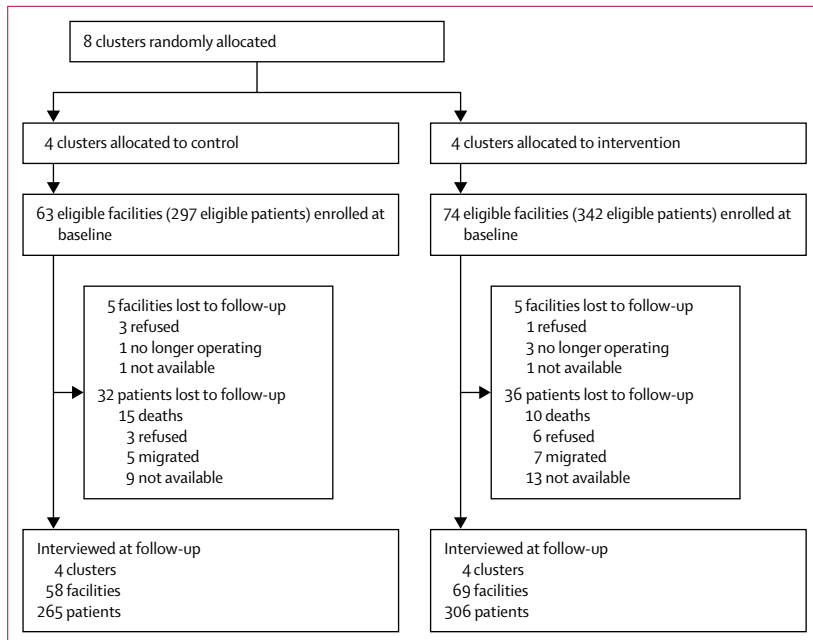 8 clusters randomly allocated
4 clusters allocated to control
4 clusters allocated to intervention
63 eligible facilities (297 eligible patients) enrolled at
baseline
74 eligible facilities (342 eligible patients) enrolled at
baseline
5 facilities lost to follow-up
3 refused
1 no longer operating
1 not available
32 patients lost to follow-up
15 deaths
3 refused
5 migrated
9 not available
5 facilities lost to follow-up
1 refused
3 no longer operating
1 not available
36 patients lost to follow-up
10 deaths
6 refused
7 migrated
13 not available
Interviewed at follow-up
4 clusters
58 facilities
265 patients
Interviewed at follow-up
4 clusters
69 facilities
306 patients